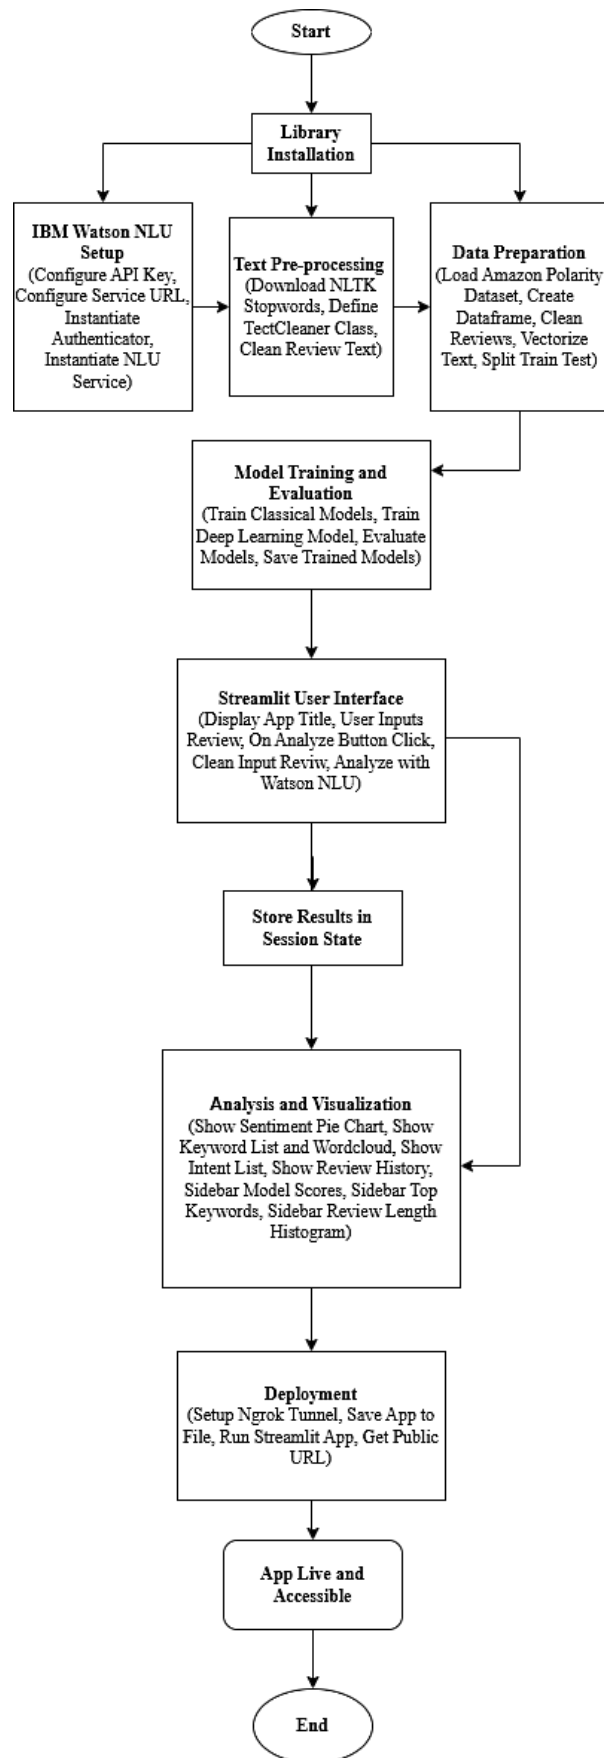 Start
Library
Installation
IBM Watson NLU
Setup
(Configure API Key,
Configure Service URL,
Instantiate
Authenticator,
Instantiate NLU
Service)
Text Pre-processing
(Download NLTK
Stopwords, Define
TectCleaner Class,
Clean Review Text)
Data Preparation
(Load Amazon Polarity
Dataset, Create
Dataframe, Clean
Reviews, Vectorize
Text, Split Train Test)
Model Training and
Evaluation
(Train Classical Models, Train
Deep Learning Model, Evaluate
Models, Save Trained Models)
Streamlit User Interface
(Display App Title, User Inputs
Review, On Analyze Button Click,
Clean Input Reviw, Analyze with
Watson NLU)
Store Results in
Session State
Analysis and Visualization
(Show Sentiment Pie Chart, Show
Keyword List and Wordcloud, Show
Intent List, Show Review History,
Sidebar Model Scores, Sidebar Top
Keywords, Sidebar Review Length
Histogram)
Deployment
(Setup Ngrok Tunnel, Save App to
File, Run Streamlit App, Get Public
URL)
App Live and
Accessible
End